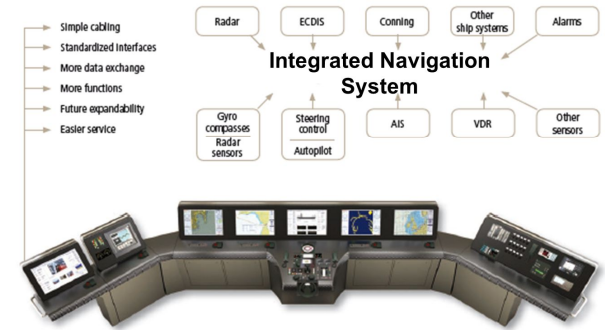 Simple cabling
Standardized interfaces
More data exchange
More functions
Future expandability
Easier service
Radar
ECDIS
Conning
Other
ship systems
Alarms
Integrated Navigation
System
Gyro
compasses
Radar
sensors
Steering
control
Autopilot
AIS
VDR
Other
sensors